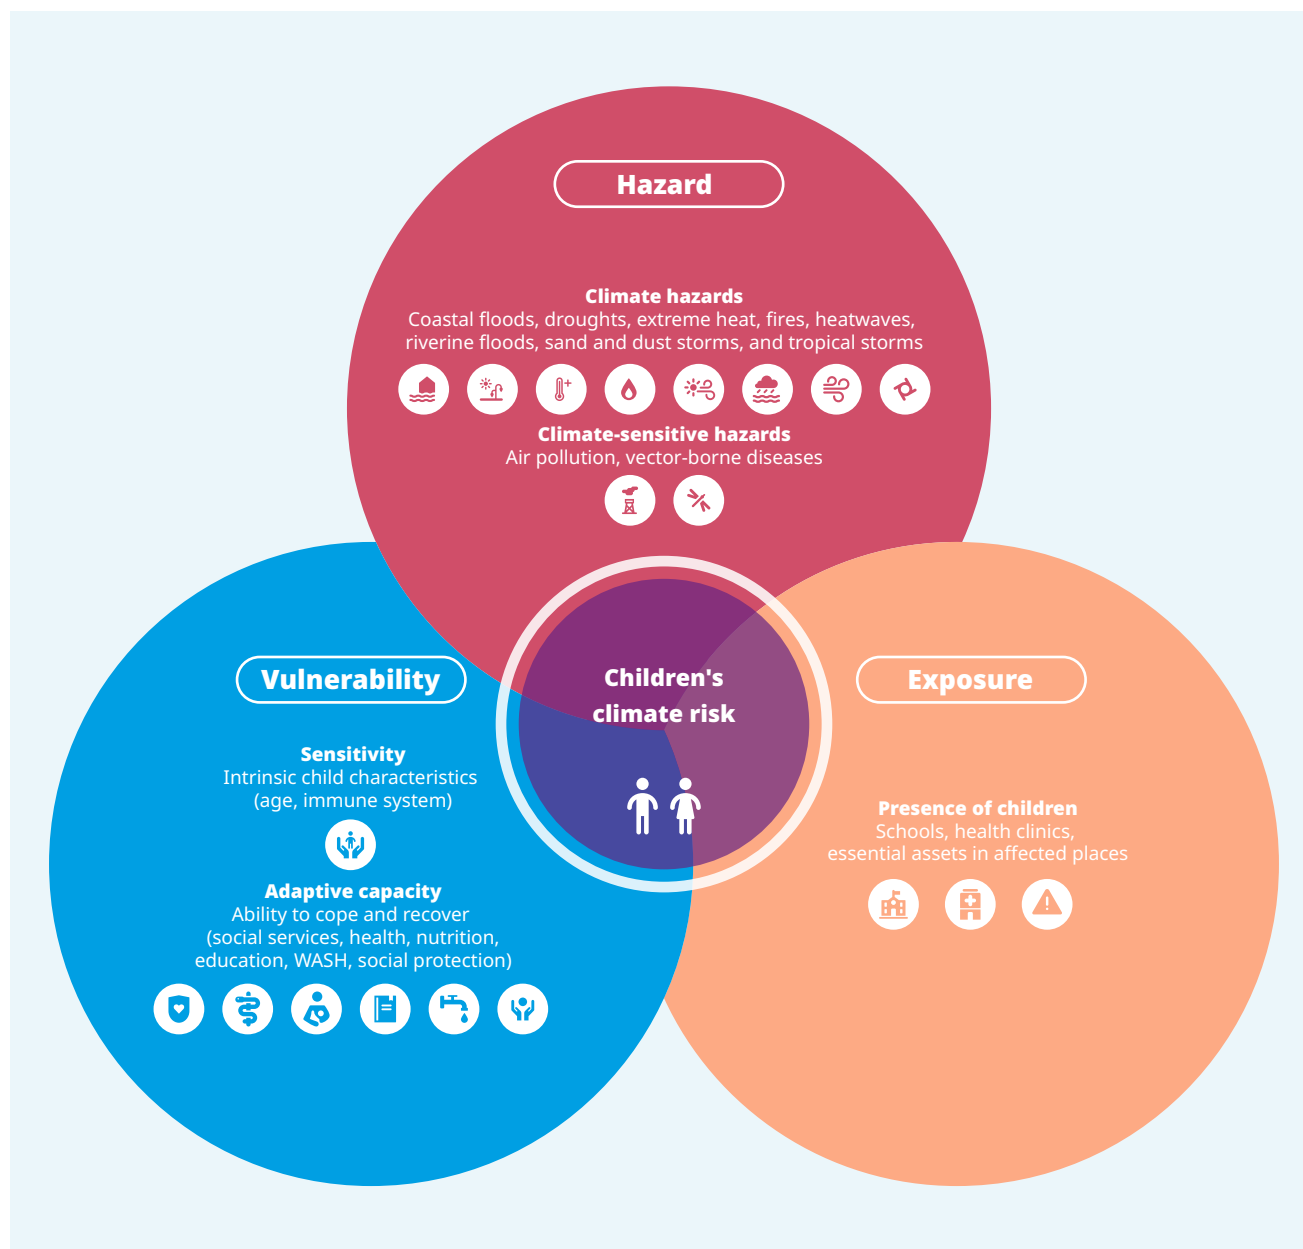 Hazard
Climate hazards
Coastal floods, droughts, extreme heat, fires, heatwaves,
riverine floods, sand and dust storms, and tropical storms
Climate-sensitive hazards
Air pollution, vector-borne diseases
Vulnerability
Sensitivity
Intrinsic child characteristics
(age, immune system)
Adaptive capacity
Ability to cope and recover
(social services, health, nutrition,
education, WASH, social protection)
Children's
climate risk
Exposure
Presence of children
Schools, health clinics,
essential assets in affected places